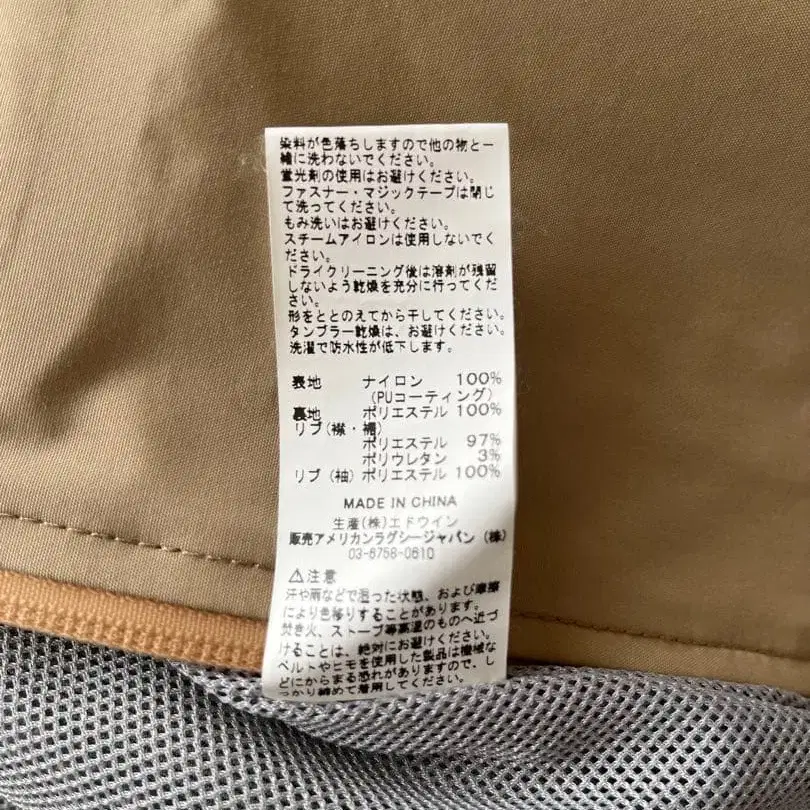 染料が色落ちしますので他の物と一
緒に洗わないでください。
蛍光剤の使用はお避けください。
ファスナー・マジックテープは閉じ
て洗ってください。
もみ洗いはお避けください。
スチームアイロンは使用しないでく
ださい。
ドライクリーニング後は溶剤が残留
しないよう乾燥を充分に行ってくだ
さい。
形をととのえてから干してください。
タンブラー乾燥は、お避けください。
洗濯で防水性が低下します。
表地 ナイロン 100%
(PUコーティング)
裏地 ポリエステル 100%
リブ(襟・裾)
ポリエステル 97%
ポリウレタン 3%
リブ(袖) ポリエステル 100%
MADE IN CHINA
生産(株)エドウイン
販売アメリカンラグシージャパン(株)
03-6758-0610
⚠注意
汗や雨などで湿った状態、および摩擦
により色移りすることがあります。
焚き火、ストーブ等高温のものへ近づ
けることは、絶対にお避けください。
ベルトやヒモを使用した製品は機械な
どにからまる恐れがありますので、し
っかり締めて着用してください。